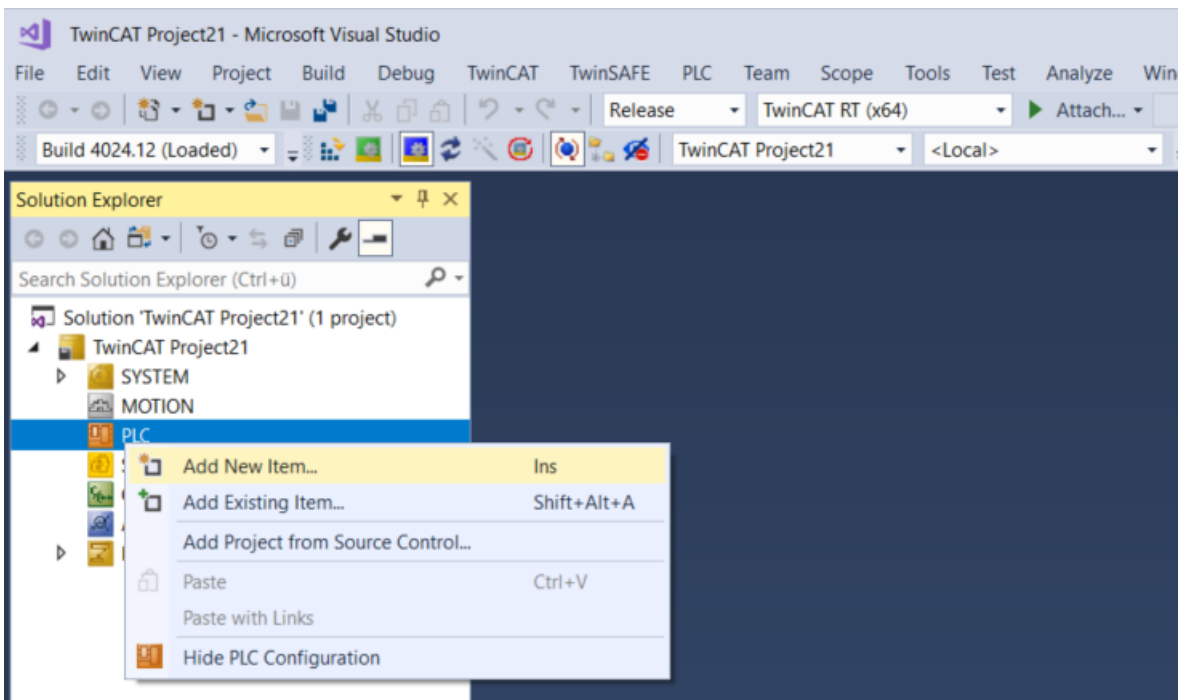 TwinCAT Project21 - Microsoft Visual Studio
File Edit View Project Build Debug TwinCAT TwinSAFE PLC Team Scope Tools Test Analyze Win
Release TwinCAT RT (x64) Attach...
Build 4024.12 (Loaded) TwinCAT Project21 <Local>
Solution Explorer
Search Solution Explorer (Ctrl+ü)
Solution 'TwinCAT Project21' (1 project)
TwinCAT Project21
SYSTEM
MOTION
PLC
Add New Item... Ins
Add Existing Item... Shift+Alt+A
Add Project from Source Control...
Paste Ctrl+V
Paste with Links
Hide PLC Configuration